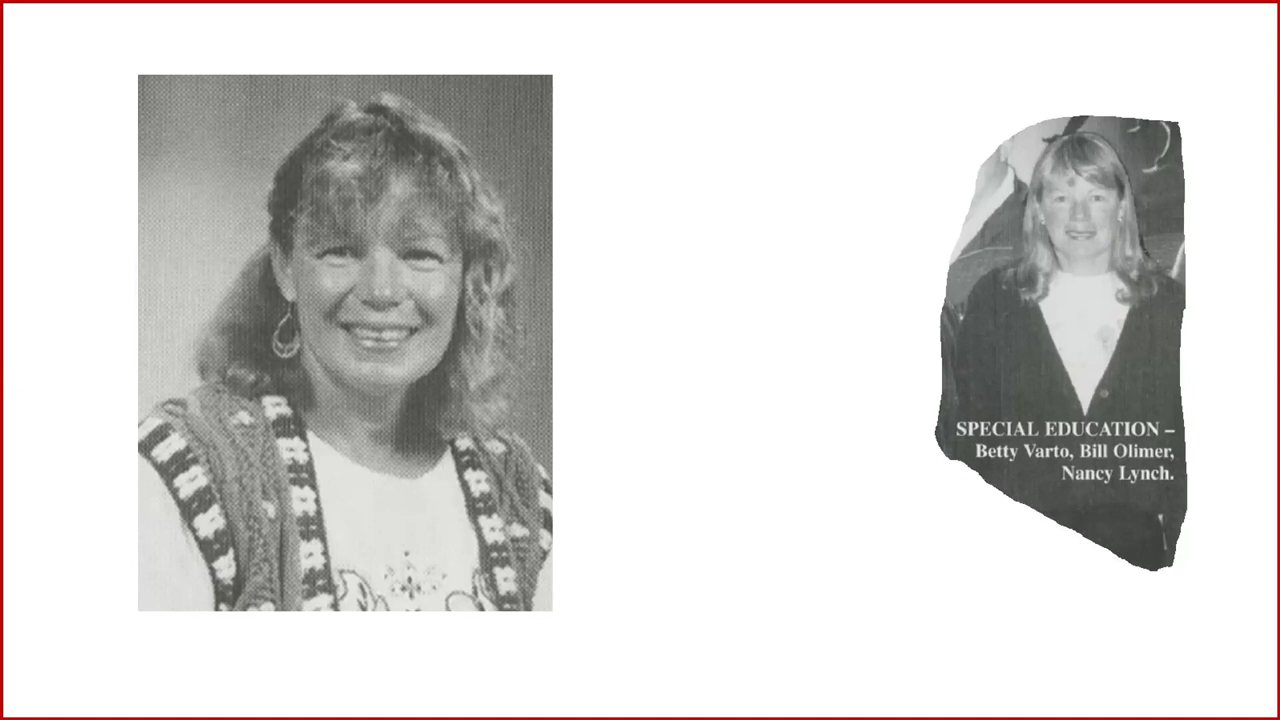 SPECIAL EDUCATION –
Betty Varto, Bill Olimer,
Nancy Lynch.